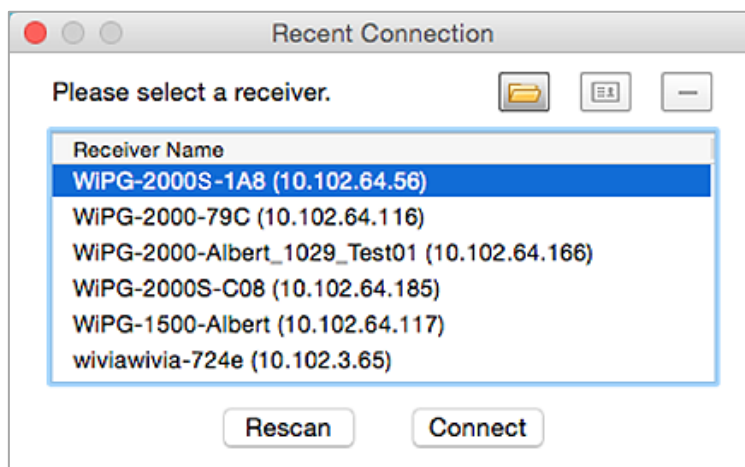 Recent Connection
Please select a receiver.
Receiver Name
WiPG-2000S-1A8 (10.102.64.56)
WiPG-2000-79C (10.102.64.116)
WiPG-2000-Albert_1029_Test01 (10.102.64.166)
WiPG-2000S-C08 (10.102.64.185)
WiPG-1500-Albert (10.102.64.117)
wiviawivia-724e (10.102.3.65)
Rescan Connect